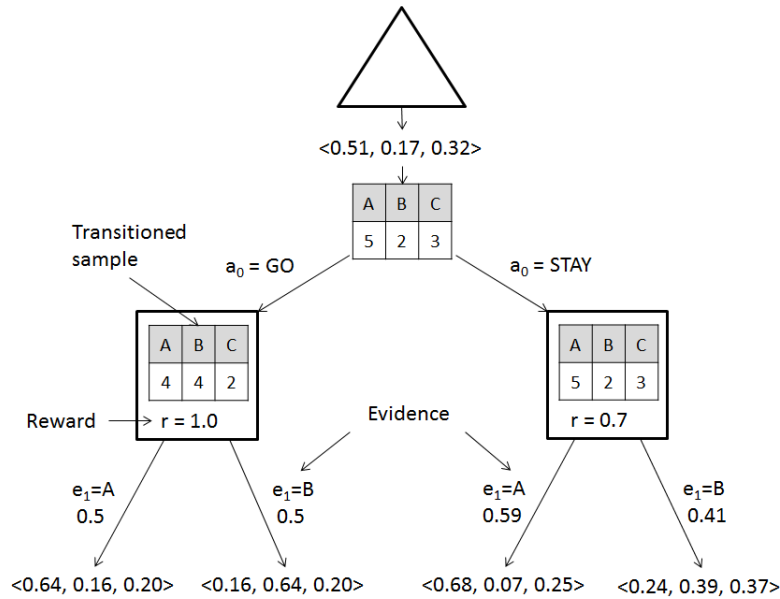 <0.51, 0.17, 0.32>
A B C
5 2 3
Transitioned
sample
a₀ = GO
a₀ = STAY
A B C
4 4 2
r = 1.0
Reward
Evidence
A B C
5 2 3
r = 0.7
e₁=A
0.5
e₁=B
0.5
e₁=A
0.59
e₁=B
0.41
<0.64, 0.16, 0.20>
<0.16, 0.64, 0.20>
<0.68, 0.07, 0.25>
<0.24, 0.39, 0.37>